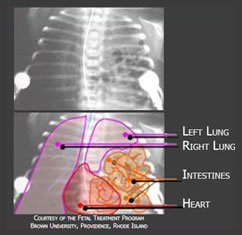 Left Lung
Right Lung
Intestines
Heart
Courtesy of the Fetal Treatment Program
Brown University, Providence, Rhode Island